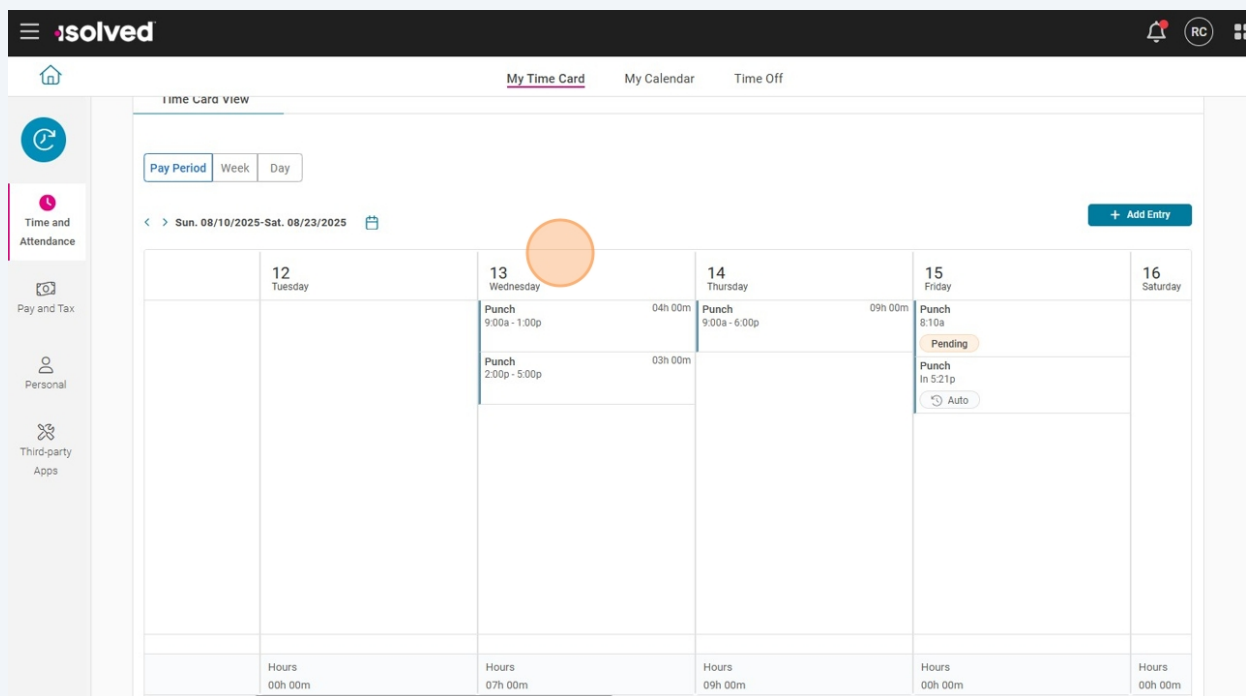 isolved
RC
My Time Card
My Calendar
Time Off
Time Card View
Pay Period
Week
Day
Time and
Attendance
Sun. 08/10/2025-Sat. 08/23/2025
+ Add Entry
12
Tuesday
13
Wednesday
14
Thursday
15
Friday
16
Saturday
Pay and Tax
Punch 04h 00m
9:00a - 1:00p
Punch 03h 00m
2:00p - 5:00p
Punch 09h 00m
9:00a - 6:00p
Punch
8:10a
Pending
Punch
In 5:21p
Auto
Personal
Third-party
Apps
Hours
00h 00m
Hours
07h 00m
Hours
09h 00m
Hours
00h 00m
Hours
00h 00m